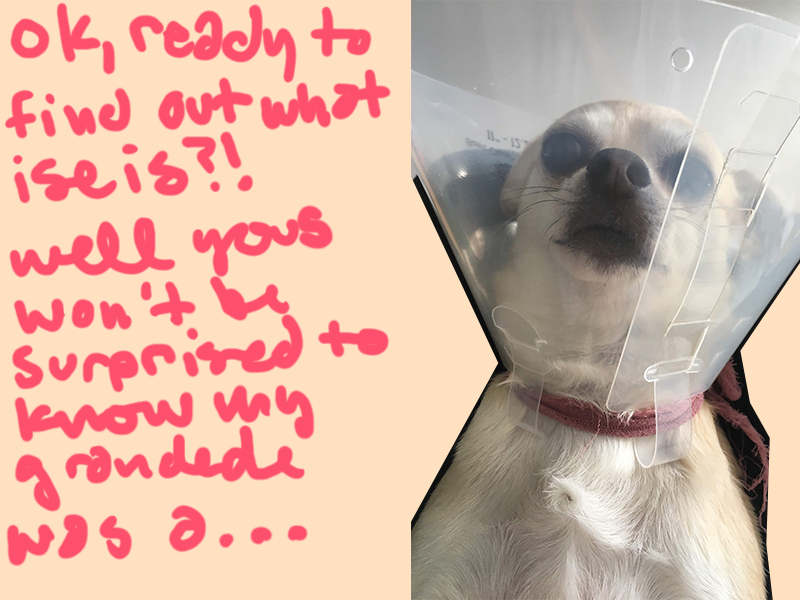 ok, ready to
find out what
ise is?!
well yous
won't be
surprised to
know my
grandede
was a...